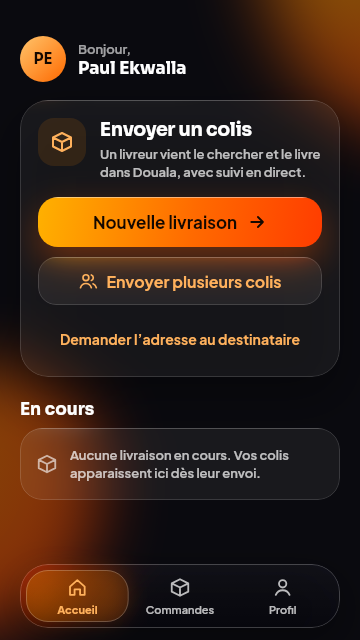 PE
Bonjour,
Paul Ekwalla
Envoyer un colis
Un livreur vient le chercher et le livre
dans Douala, avec suivi en direct.
Nouvelle livraison →
Envoyer plusieurs colis
Demander l’adresse au destinataire
En cours
Aucune livraison en cours. Vos colis
apparaissent ici dès leur envoi.
Accueil
Commandes
Profil